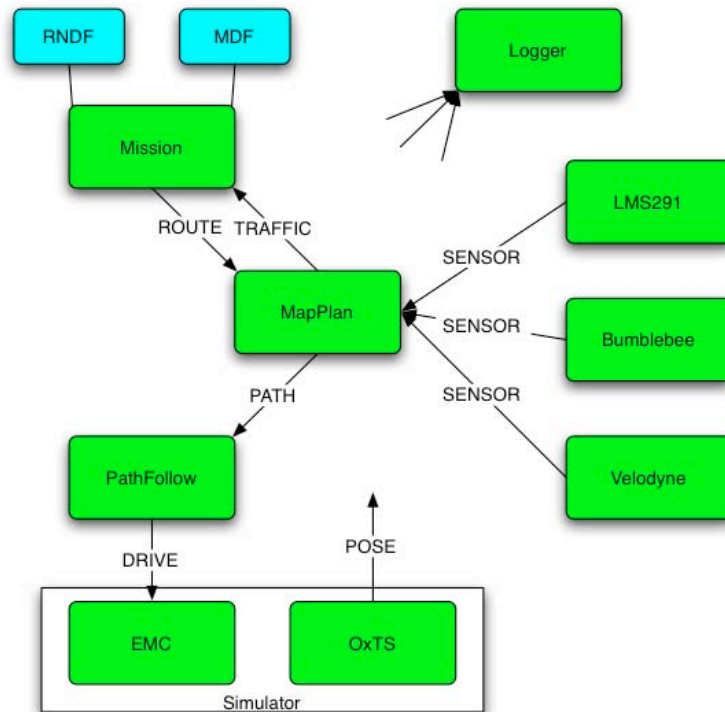 RNDF
MDF
Logger
Mission
LMS291
ROUTE
TRAFFIC
SENSOR
MapPlan
SENSOR
Bumblebee
PATH
SENSOR
PathFollow
Velodyne
DRIVE
POSE
EMC
OxTS
Simulator